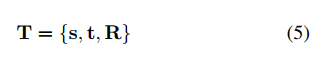 T = {s, t, R} (5)